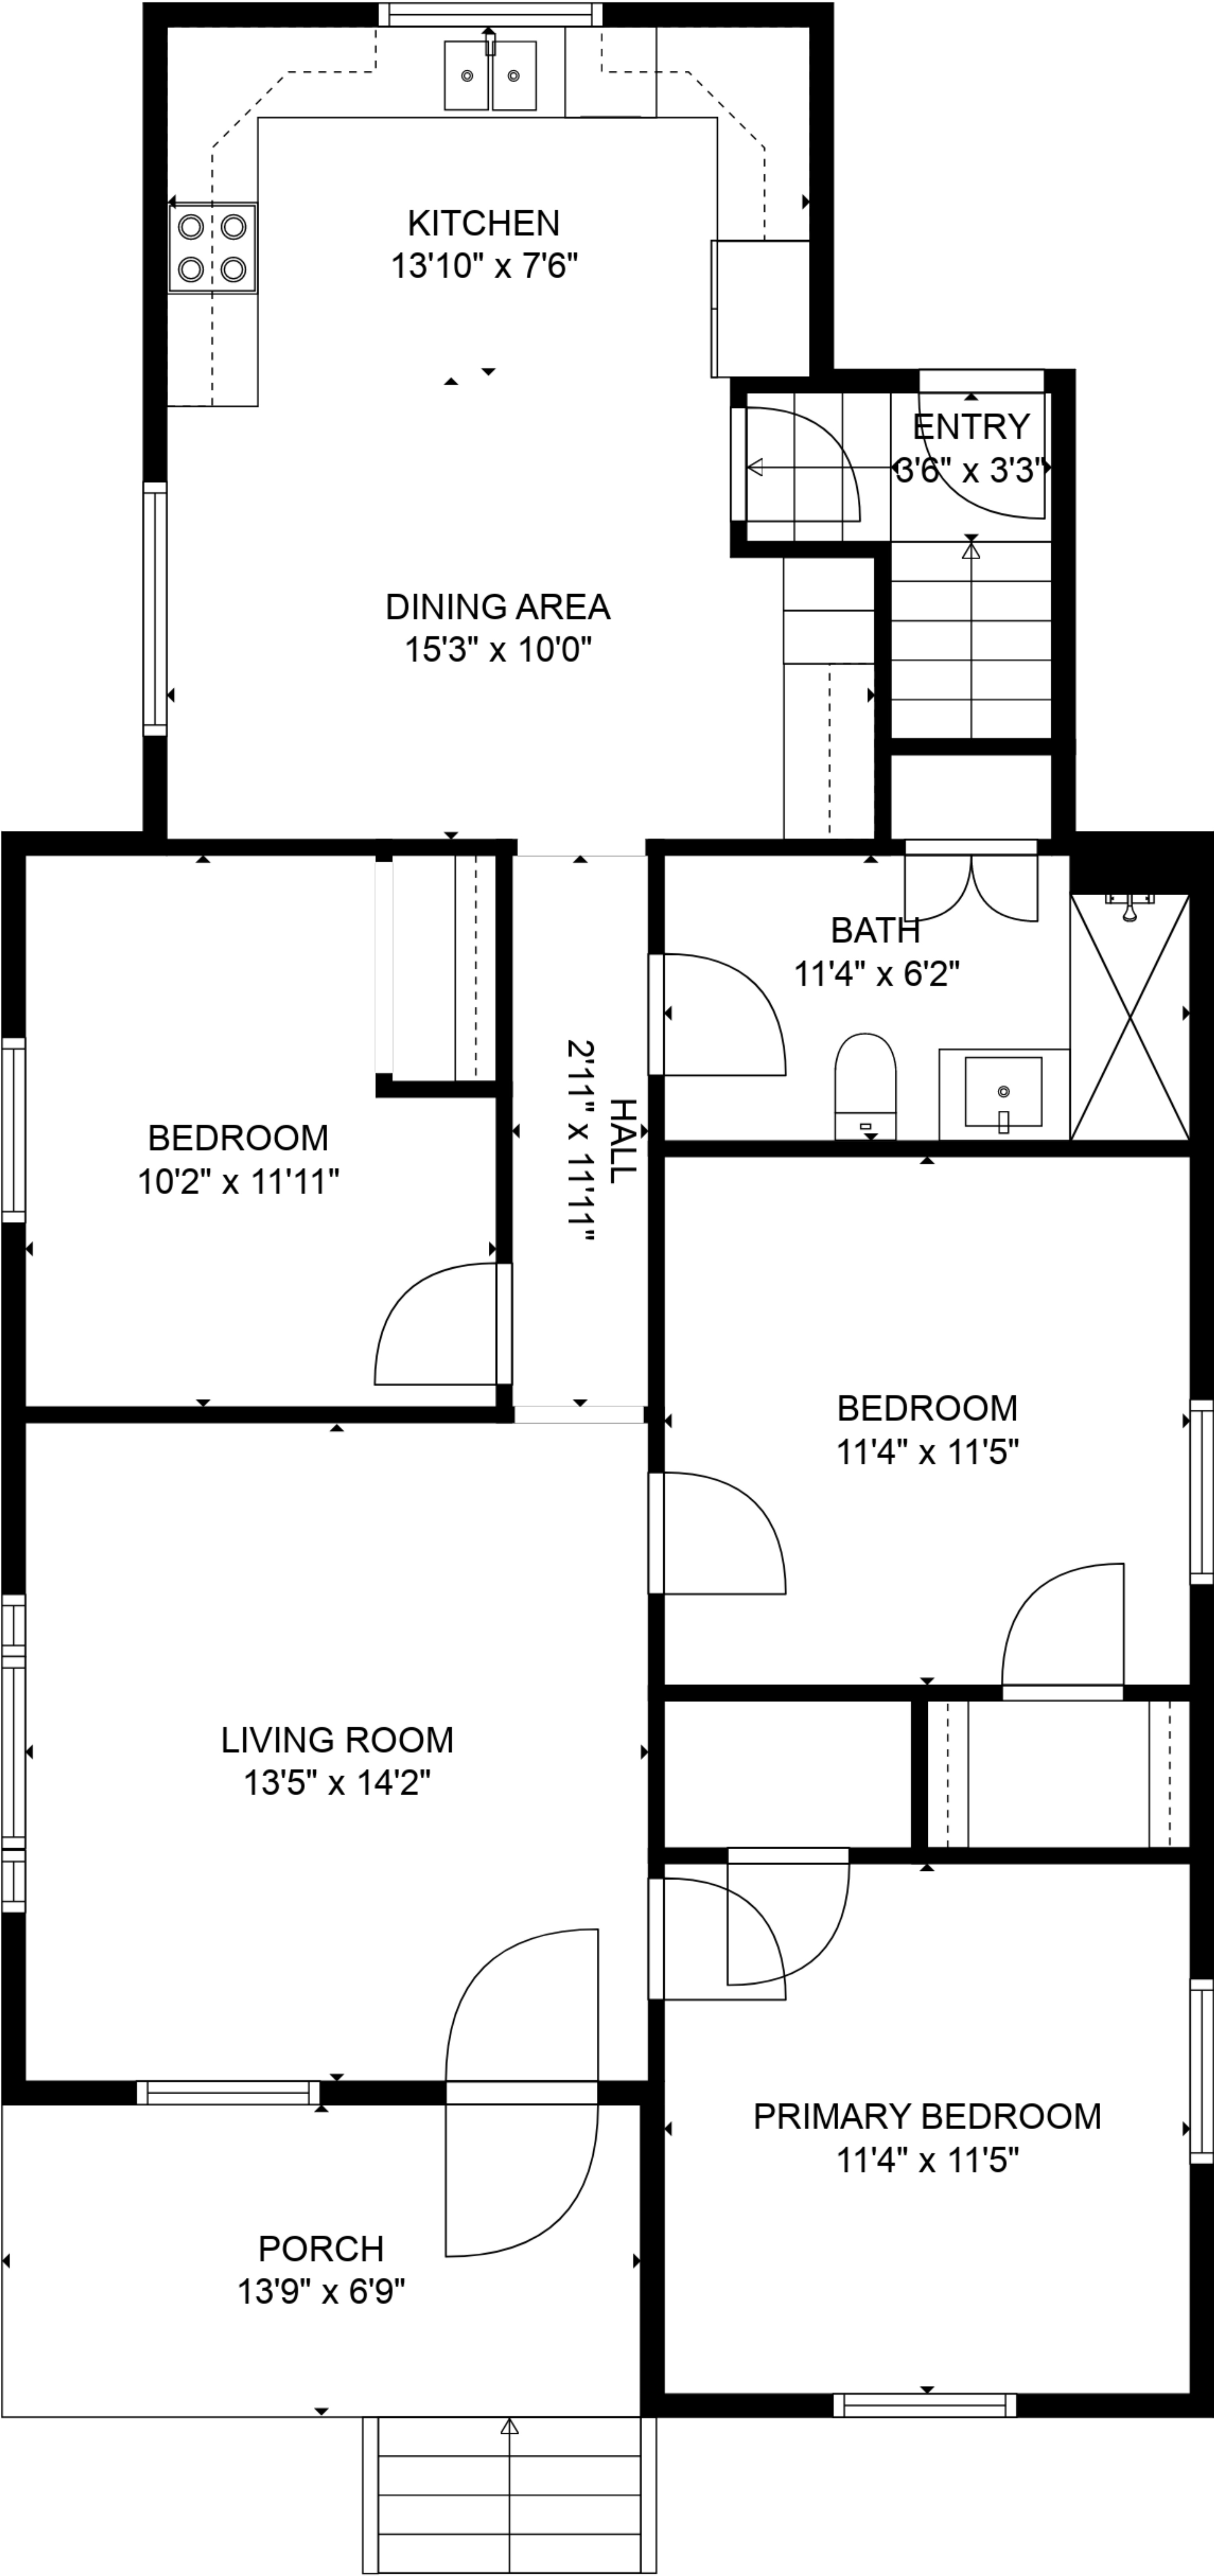 KITCHEN
13'10" x 7'6"
ENTRY
3'6" x 3'3"
DINING AREA
15'3" x 10'0"
BATH
11'4" x 6'2"
HALL
2'11" x 11'11"
BEDROOM
10'2" x 11'11"
BEDROOM
11'4" x 11'5"
LIVING ROOM
13'5" x 14'2"
PRIMARY BEDROOM
11'4" x 11'5"
PORCH
13'9" x 6'9"